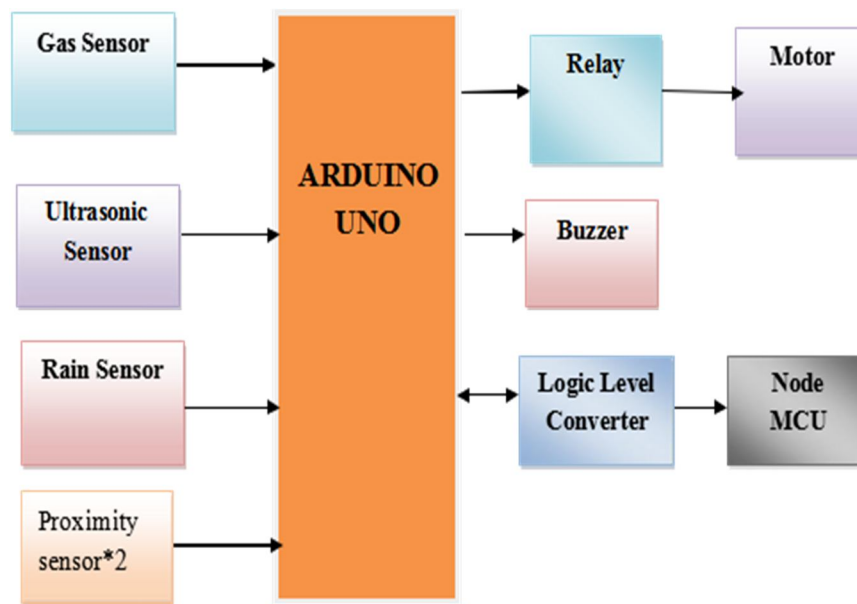 Gas Sensor
Ultrasonic
Sensor
Rain Sensor
Proximity
sensor*2
ARDUINO
UNO
Relay
Motor
Buzzer
Logic Level
Converter
Node
MCU